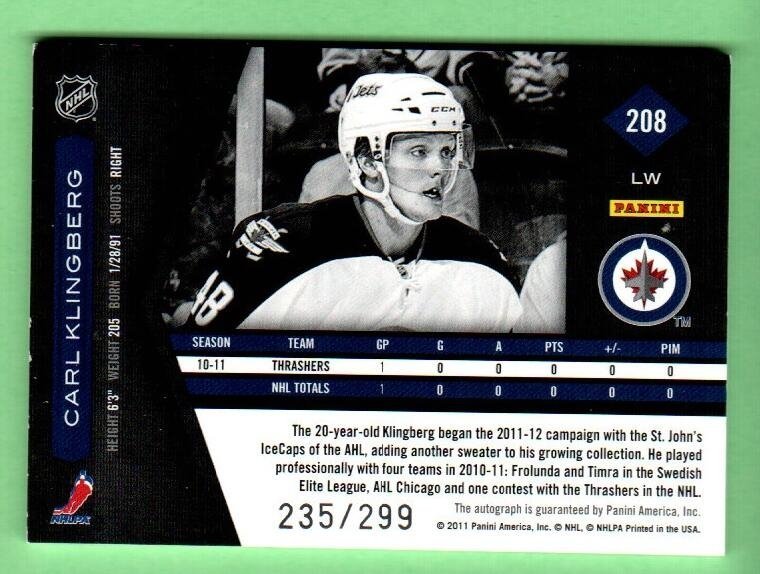 NHL
CARL KLINGBERG
HEIGHT 6'3" WEIGHT 205 BORN 1/28/91 SHOOTS RIGHT
NHLPA
Jets
CCM
48
208
LW
PANINI
TM
SEASON TEAM GP G A PTS +/- PIM
10-11 THRASHERS 1 0 0 0 0 0
NHL TOTALS 1 0 0 0 0 0
The 20-year-old Klingberg began the 2011-12 campaign with the St. John's
IceCaps of the AHL, adding another sweater to his growing collection. He played
professionally with four teams in 2010-11: Frolunda and Timra in the Swedish
Elite League, AHL Chicago and one contest with the Thrashers in the NHL.
The autograph is guaranteed by Panini America, Inc.
235/299
© 2011 Panini America, Inc. © NHL, © NHLPA Printed in the USA.